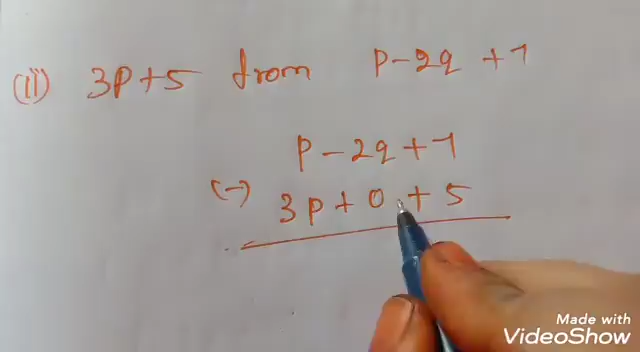 (ii) 3p+5 from p-2q +7
p-2q+7
(-) 3p+0+5
Made with
VideoShow